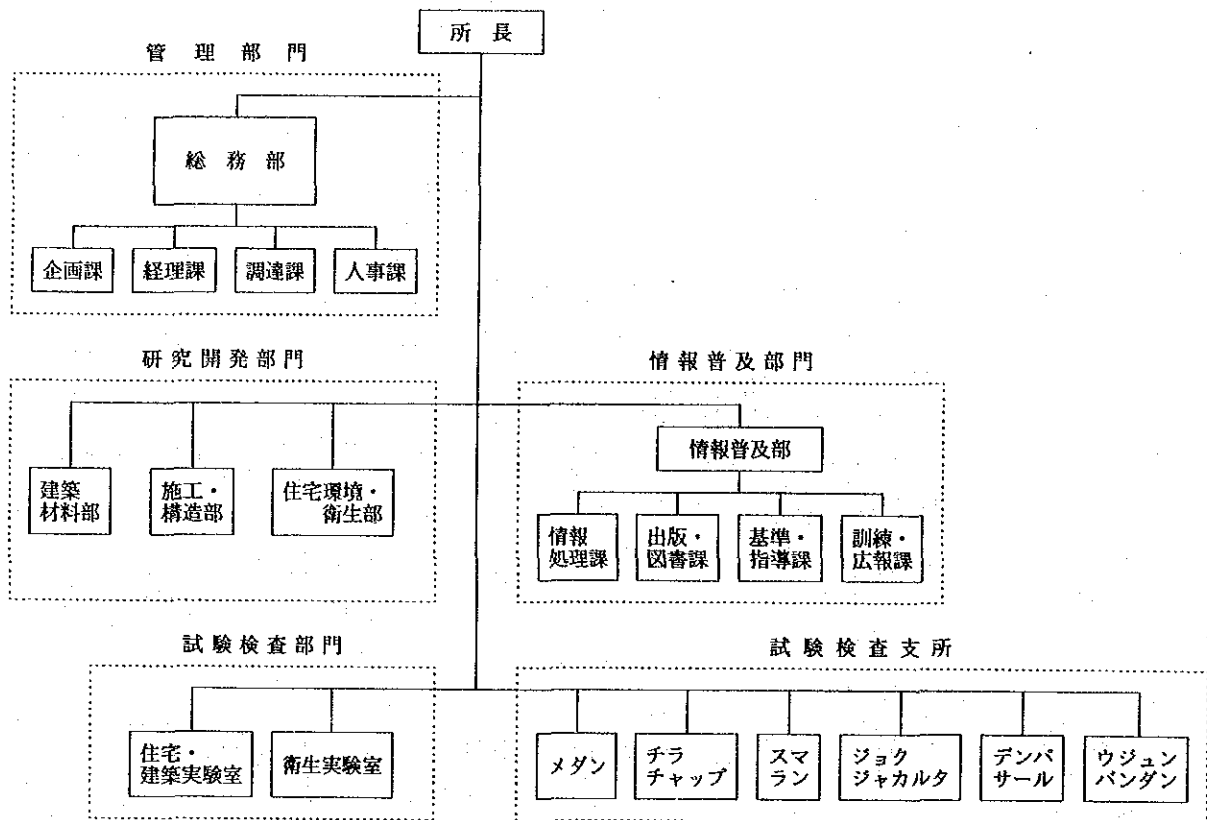 所長
管理部門
総務部
企画課
経理課
調達課
人事課
研究開発部門
建築
材料部
施工・
構造部
住宅環境・
衛生部
情報普及部門
情報普及部
情報
処理課
出版・
図書課
基準・
指導課
訓練・
広報課
試験検査部門
住宅・
建築実験室
衛生実験室
試験検査支所
メダン
チラ
チャップ
スマ
ラン
ジョク
ジャカルタ
デンパ
サール
ウジュン
バンダン